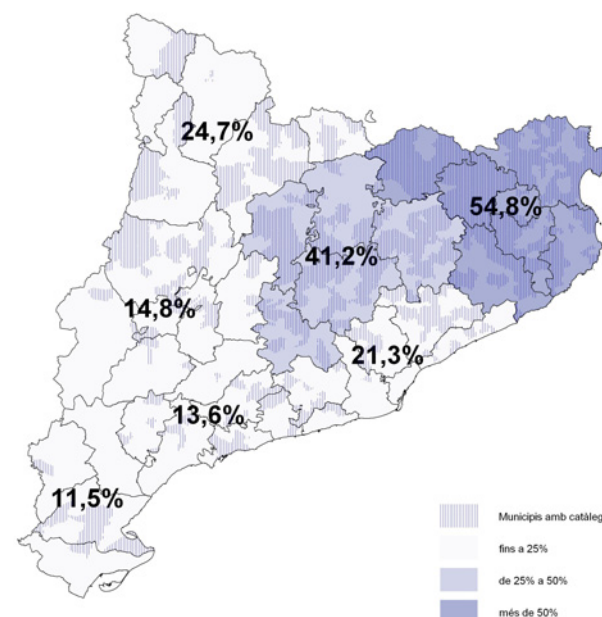 24,7%
54,8%
41,2%
14,8%
21,3%
13,6%
11,5%
Municipis amb catàleg
fins a 25%
de 25% a 50%
més de 50%